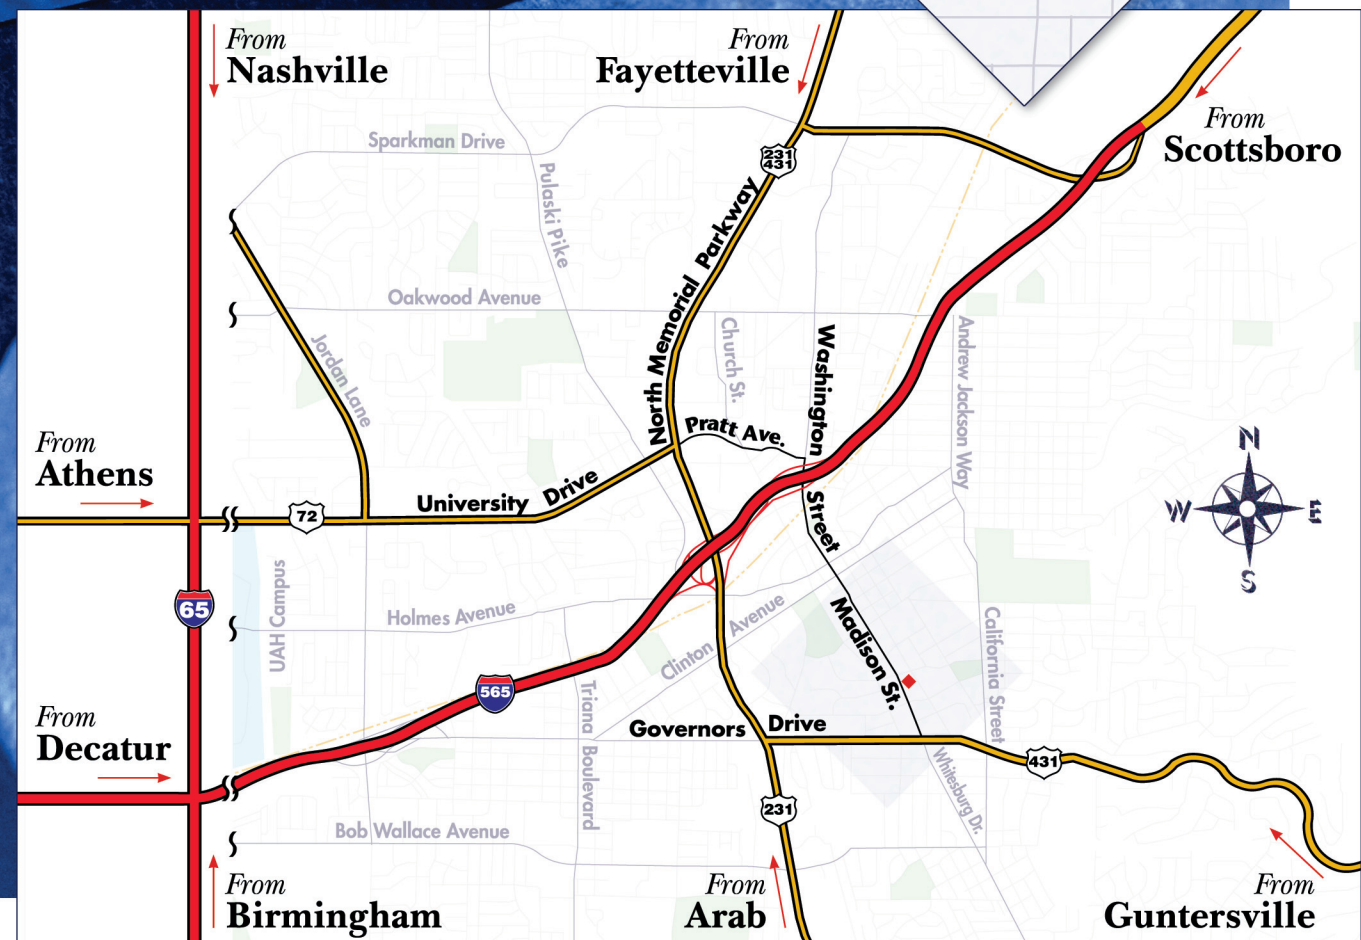 From
Nashville
From
Fayetteville
From
Scottsboro
Sparkman Drive
231
431
Pulaski Pike
North Memorial Parkway
Oakwood Avenue
Jordan Lane
Church St.
Washington
Street
Andrew Jackson Way
Pratt Ave.
From
Athens
University Drive
72
N
W
E
S
65
UAH Campus
Holmes Avenue
Clinton Avenue
Madison St.
California Street
565
Triana Boulevard
From
Decatur
Governors Drive
431
Whitesburg Dr.
231
Bob Wallace Avenue
From
Birmingham
From
Arab
From
Guntersville